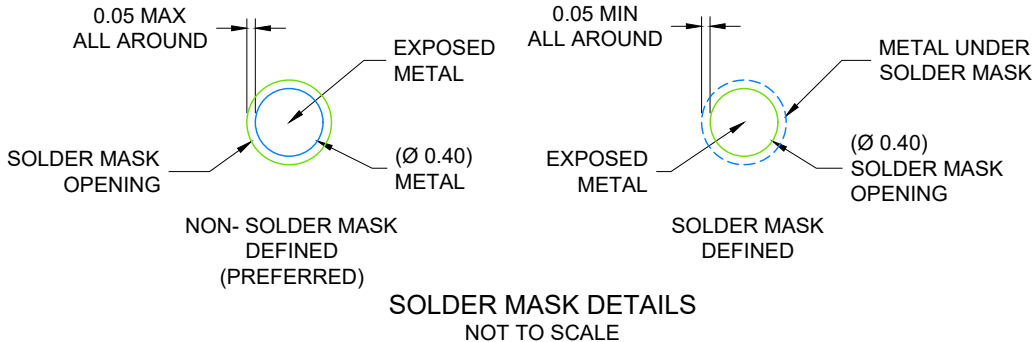 0.05 MAX
ALL AROUND
EXPOSED
METAL
SOLDER MASK
OPENING
(Ø 0.40)
METAL
NON- SOLDER MASK
DEFINED
(PREFERRED)
0.05 MIN
ALL AROUND
METAL UNDER
SOLDER MASK
EXPOSED
METAL
(Ø 0.40)
SOLDER MASK
OPENING
SOLDER MASK
DEFINED
SOLDER MASK DETAILS
NOT TO SCALE